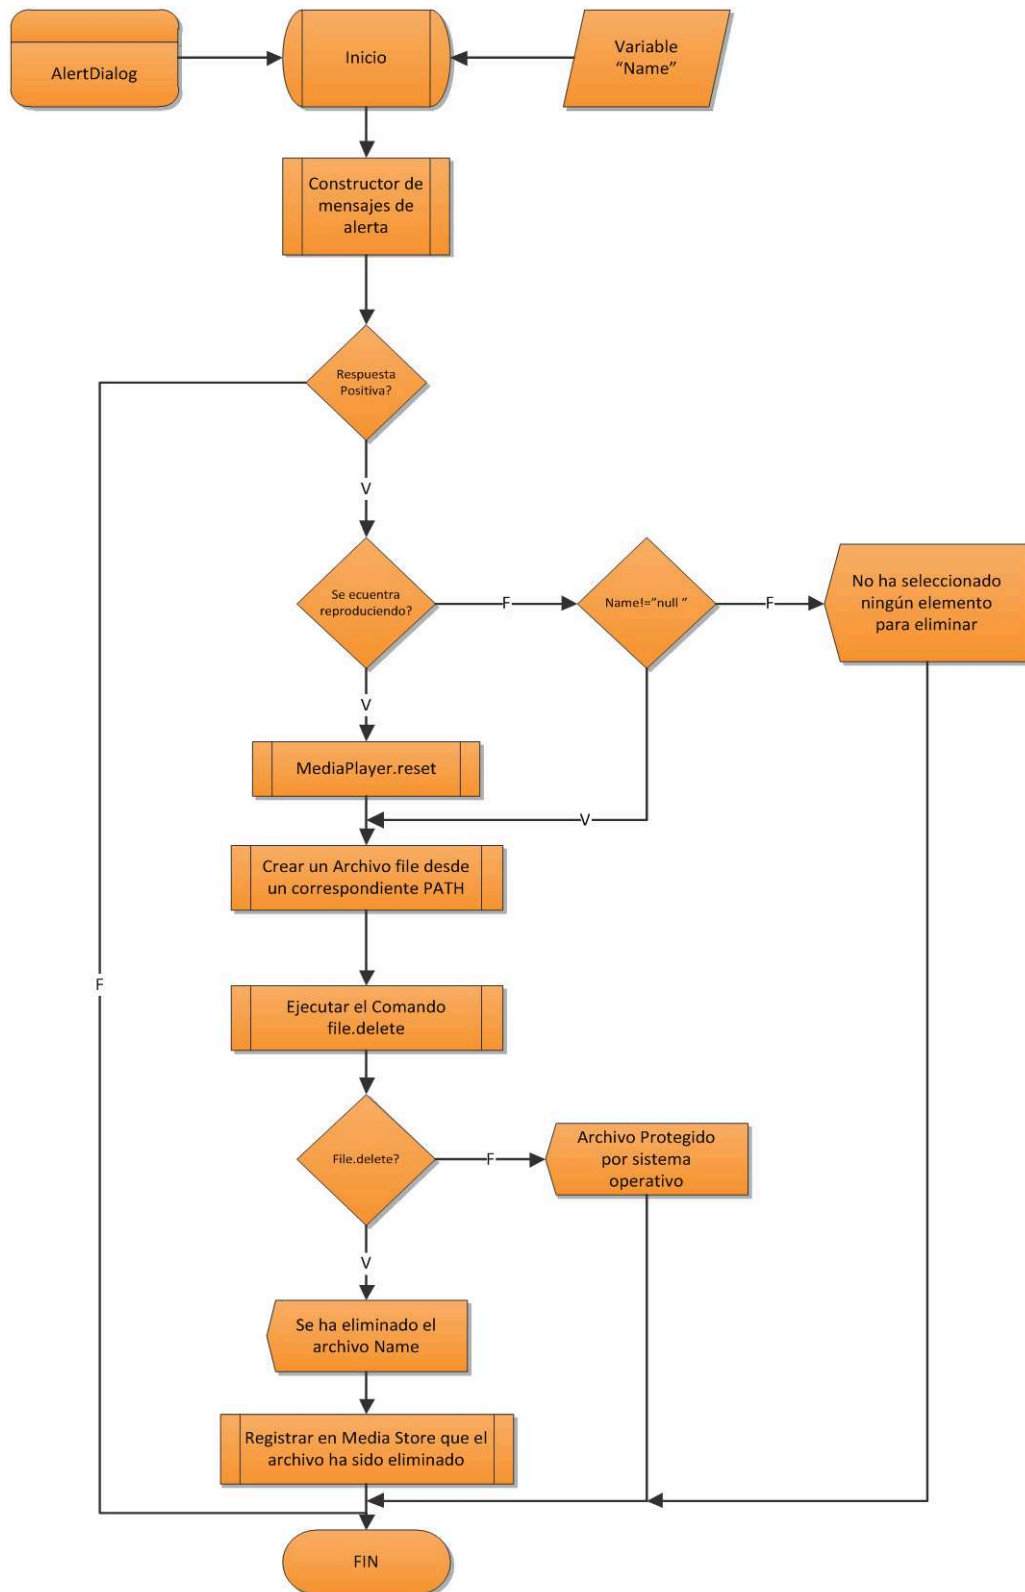 AlertDialog
Inicio
Variable
“Name”
Constructor de
mensajes de
alerta
Respuesta
Positiva?
V
Se ecuentra
reproduciendo?
F
Name!=”null “
F
No ha seleccionado
ningún elemento
para eliminar
V
MediaPlayer.reset
V
Crear un Archivo file desde
un correspondiente PATH
F
Ejecutar el Comando
file.delete
File.delete?
F
Archivo Protegido
por sistema
operativo
V
Se ha eliminado el
archivo Name
Registrar en Media Store que el
archivo ha sido eliminado
FIN